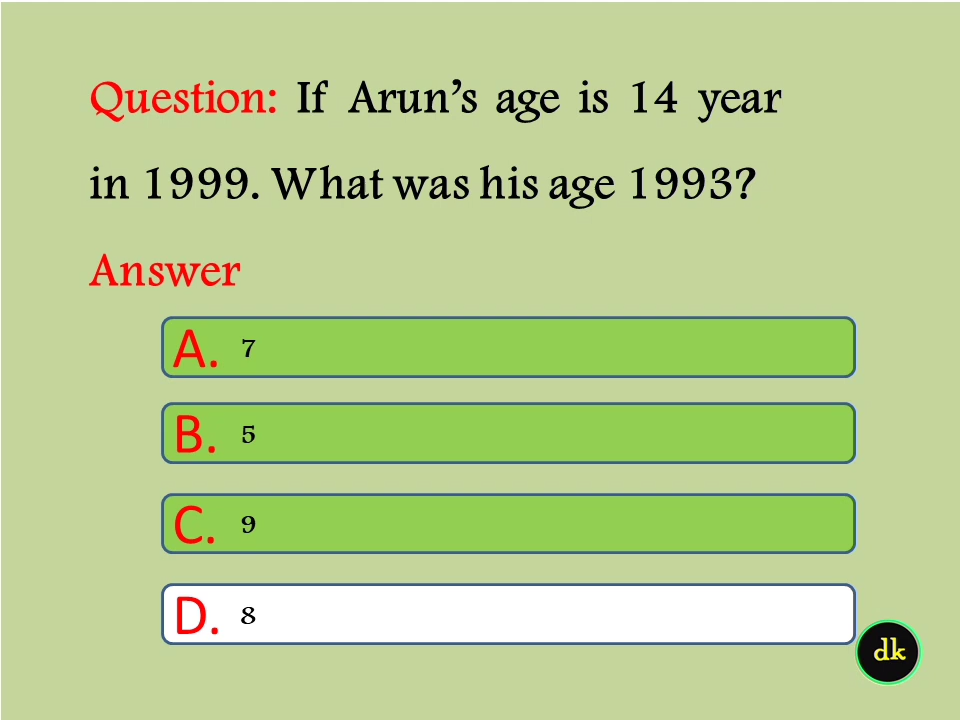 Question: If Arun’s age is 14 year
in 1999. What was his age 1993?
Answer
A. 7
B. 5
C. 9
D. 8
dk